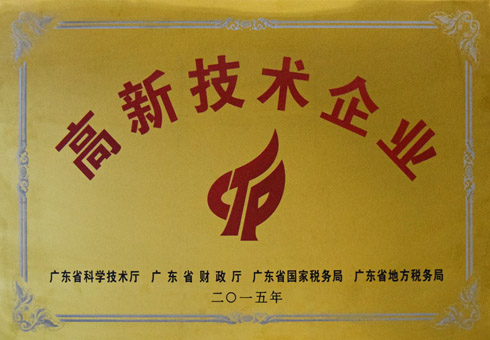 高新技术企业
广东省科学技术厅 广东省财政厅 广东省国家税务局 广东省地方税务局
二〇一五年